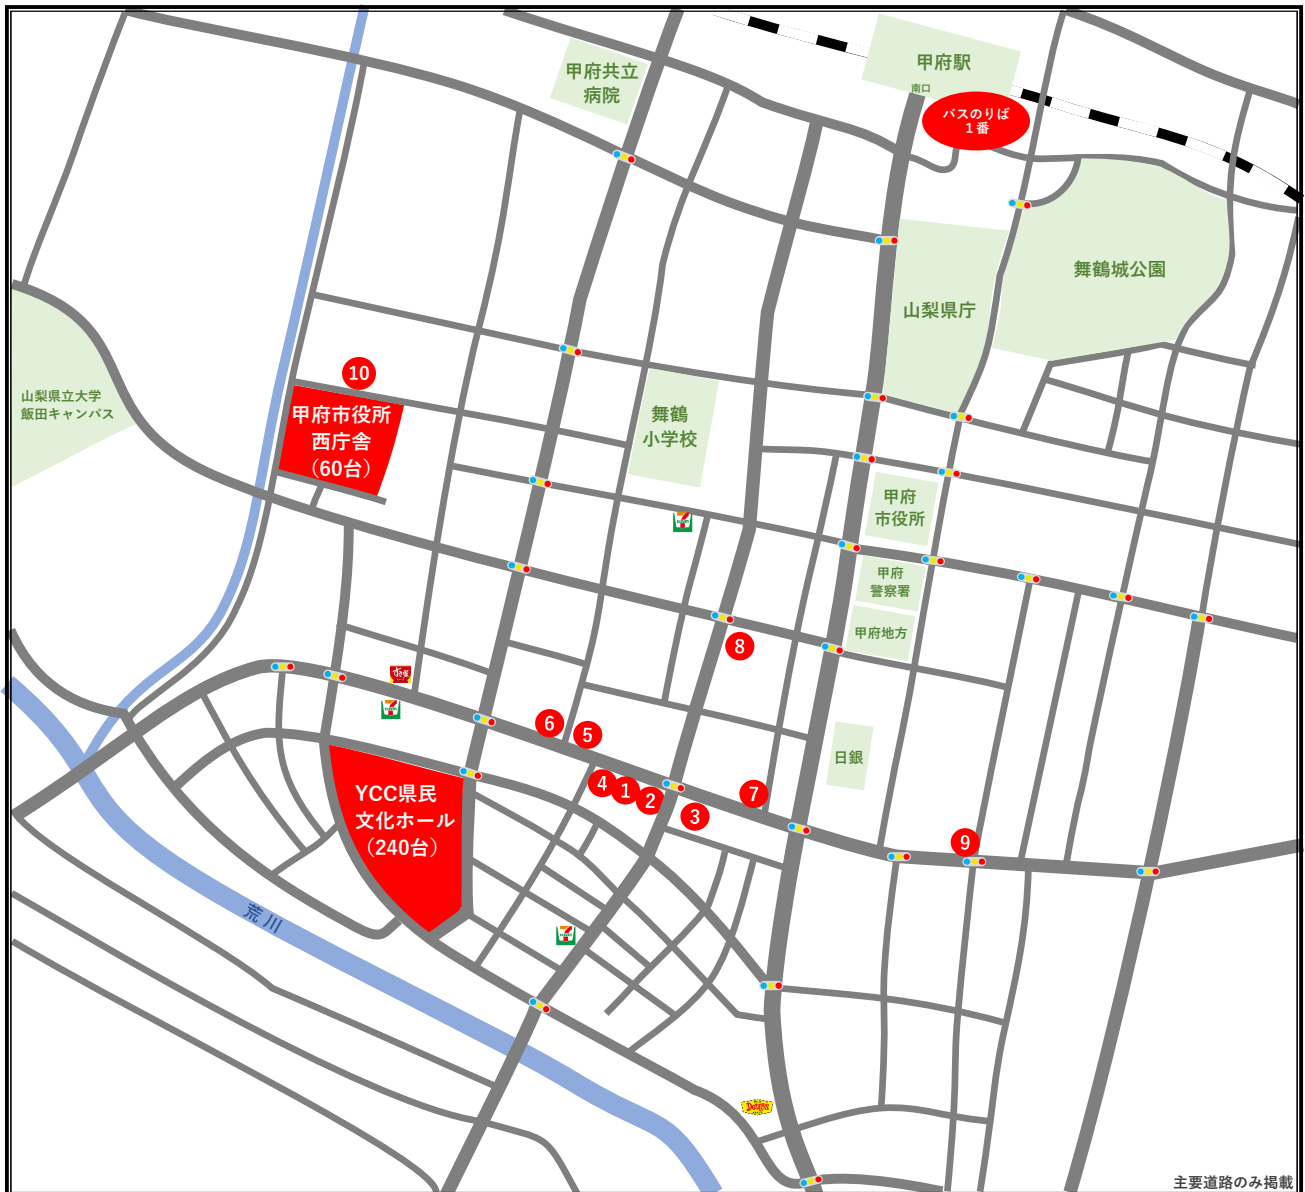 甲府駅
南口
バスのりば
1番
甲府共立
病院
舞鶴城公園
山梨県庁
10
山梨県立大学
飯田キャンパス
甲府市役所
西庁舎
（60台）
舞鶴
小学校
甲府
市役所
甲府
警察署
甲府地方
8
すき家
6
5
日銀
4
1
2
3
7
YCC県民
文化ホール
（240台）
9
荒川
主要道路のみ掲載